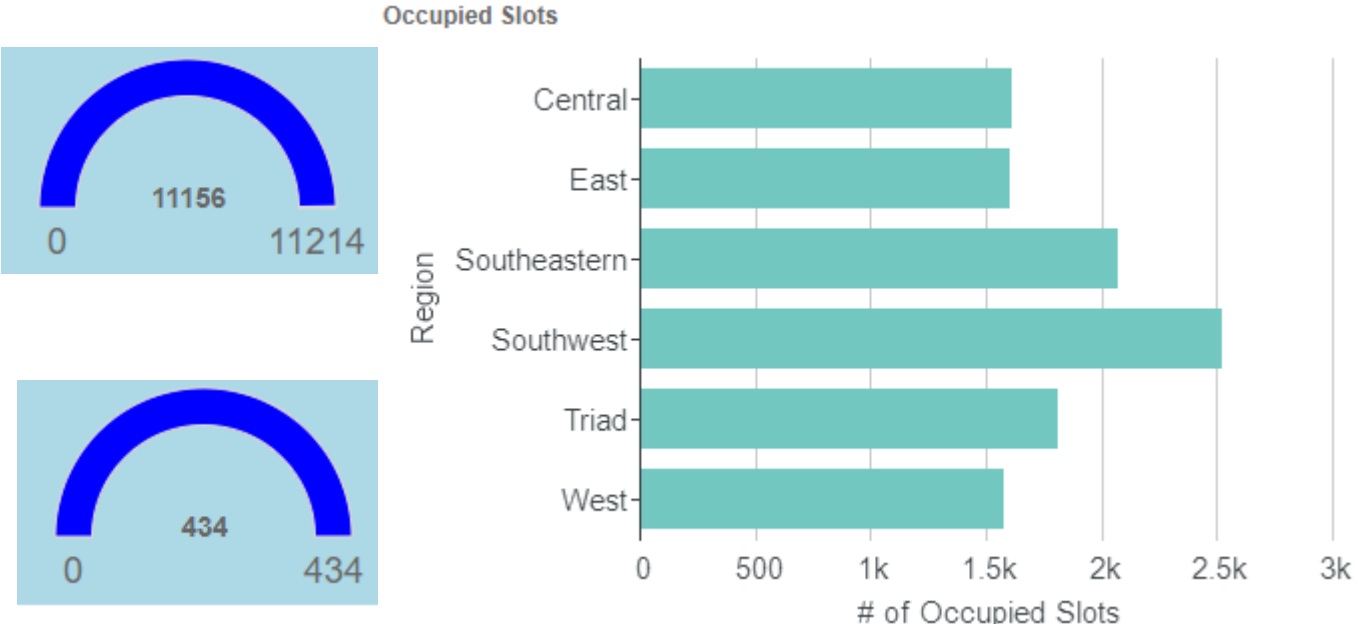 Occupied Slots
11156
0 11214
434
0 434
Region
Central
East
Southeastern
Southwest
Triad
West
0 500 1k 1.5k 2k 2.5k 3k
# of Occupied Slots